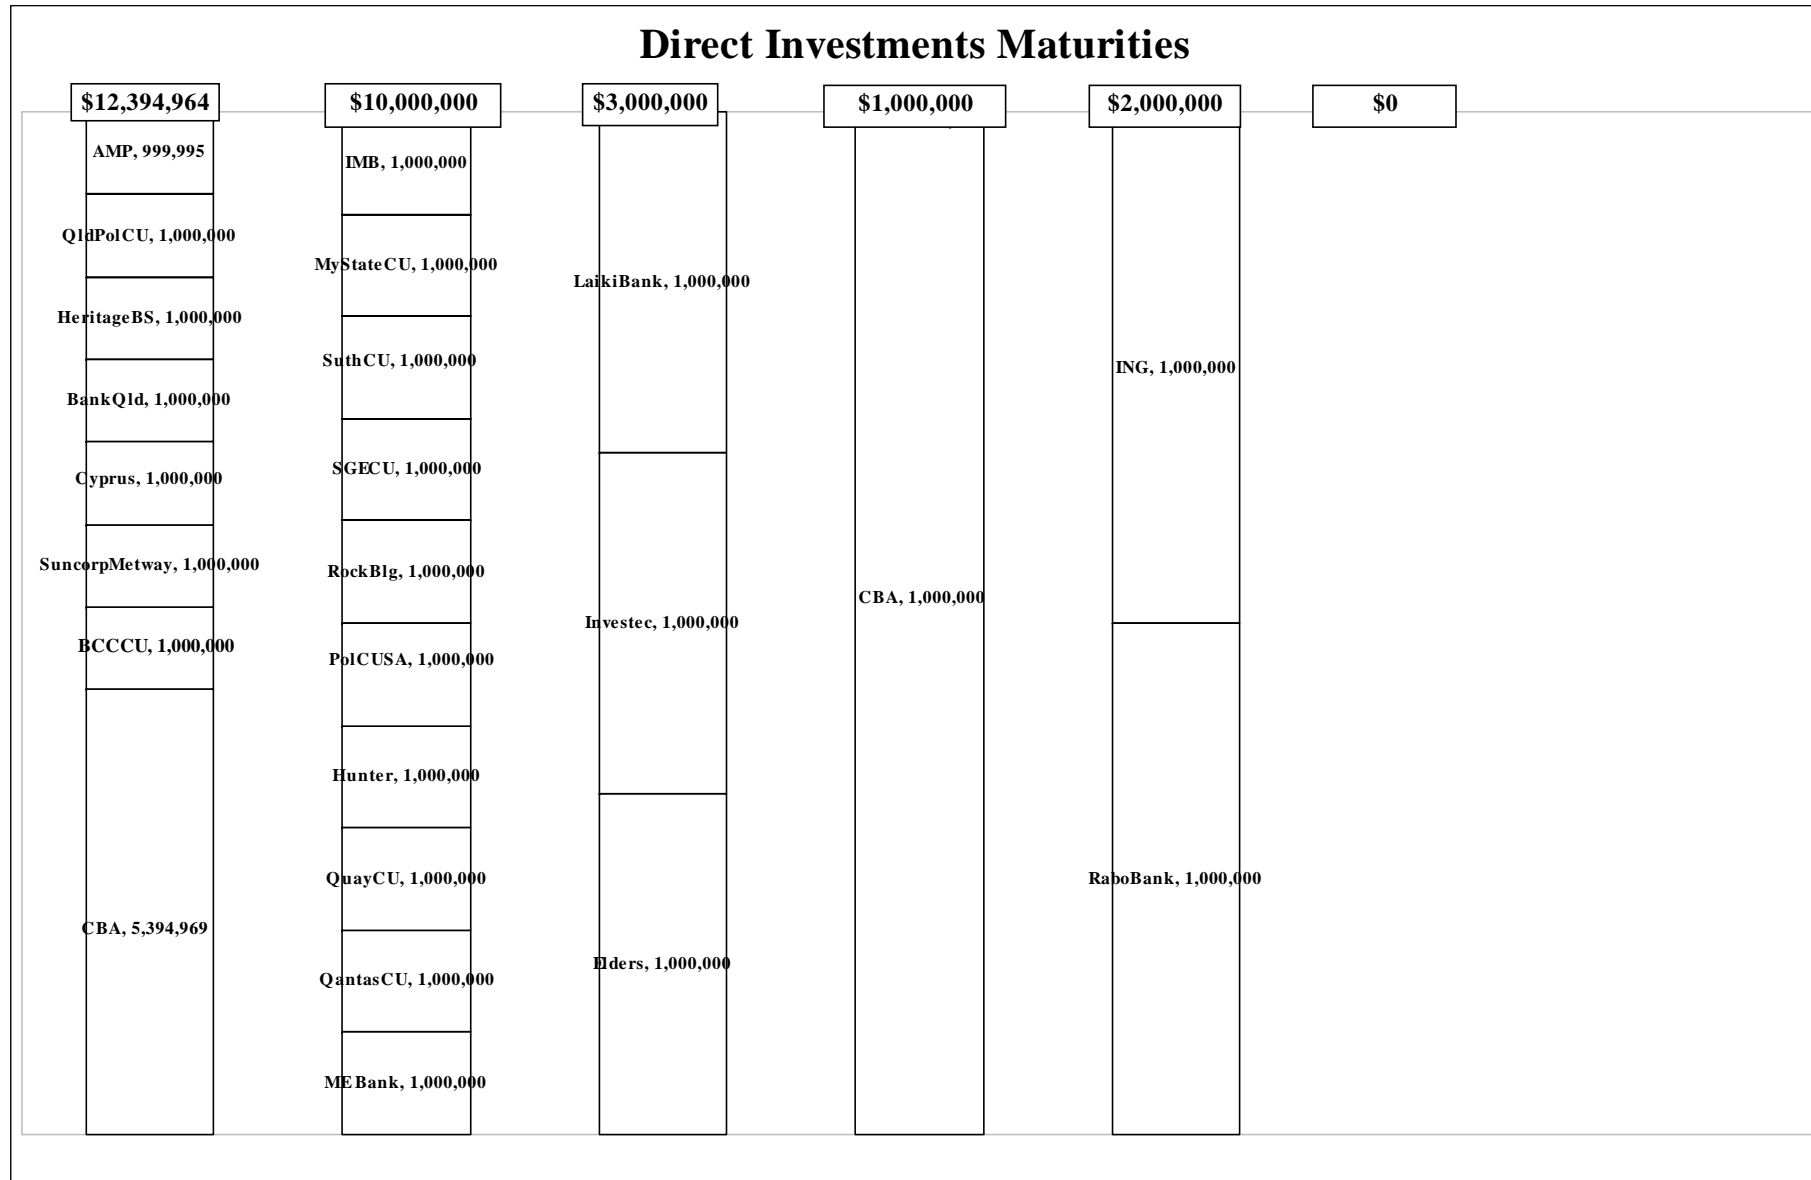 Direct Investments Maturities
$12,394,964
$10,000,000
$3,000,000
$1,000,000
$2,000,000
$0
AMP, 999,995
QldPolCU, 1,000,000
HeritageBS, 1,000,000
BankQld, 1,000,000
Cyprus, 1,000,000
SuncorpMetway, 1,000,000
BCCCU, 1,000,000
CBA, 5,394,969
IMB, 1,000,000
MyStateCU, 1,000,000
SuthCU, 1,000,000
SGECU, 1,000,000
RockBlg, 1,000,000
PolCUSA, 1,000,000
Hunter, 1,000,000
QuayCU, 1,000,000
QantasCU, 1,000,000
MEBank, 1,000,000
LaikiBank, 1,000,000
Investec, 1,000,000
Elders, 1,000,000
CBA, 1,000,000
ING, 1,000,000
RaboBank, 1,000,000